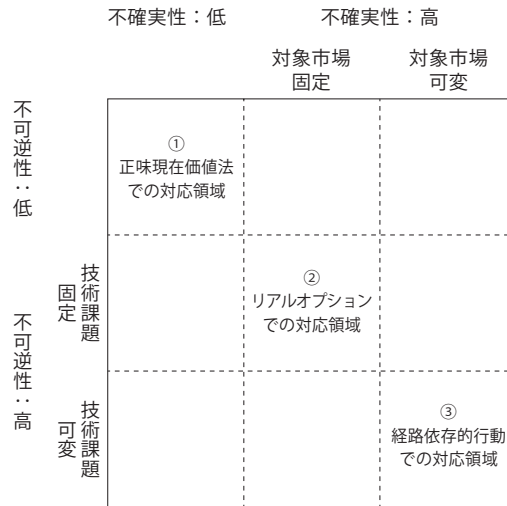 不確実性：低
不確実性：高
対象市場
固定
対象市場
可変
不可逆性：低
①
正味現在価値法
での対応領域
不可逆性：高
技術課題
固定
②
リアルオプション
での対応領域
技術課題
可変
③
経路依存的行動
での対応領域